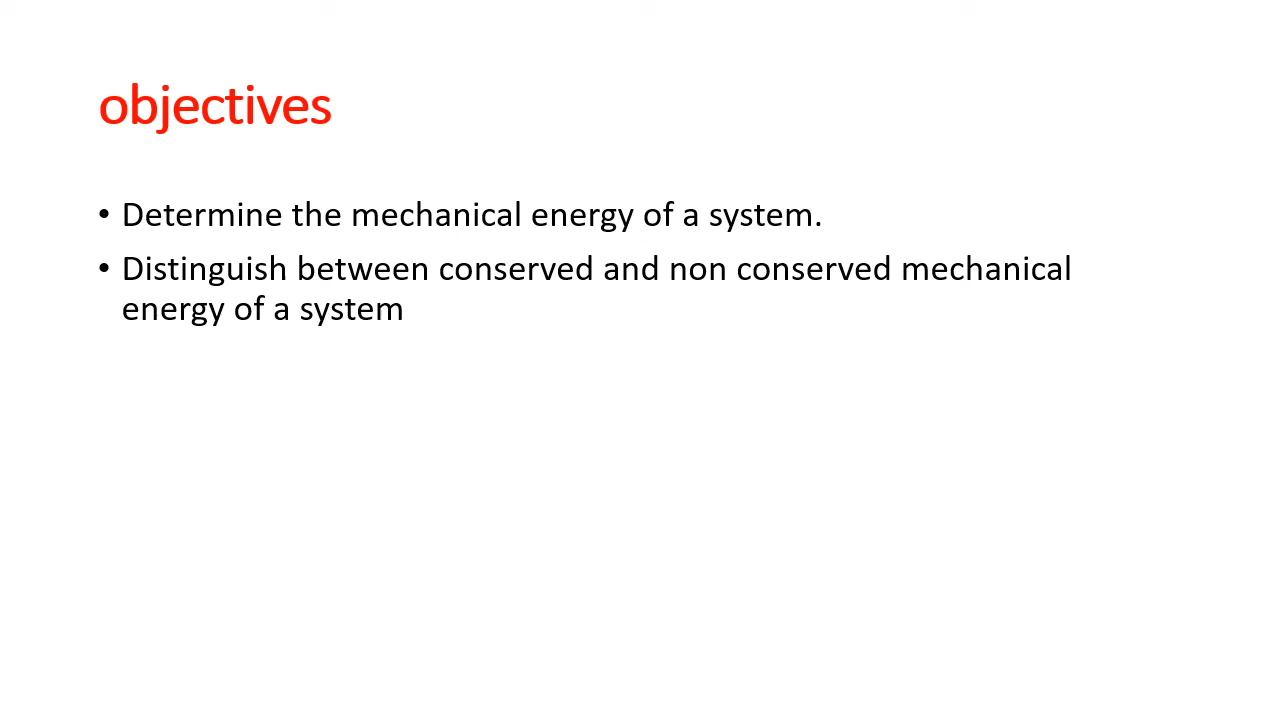 objectives
• Determine the mechanical energy of a system.
• Distinguish between conserved and non conserved mechanical
energy of a system